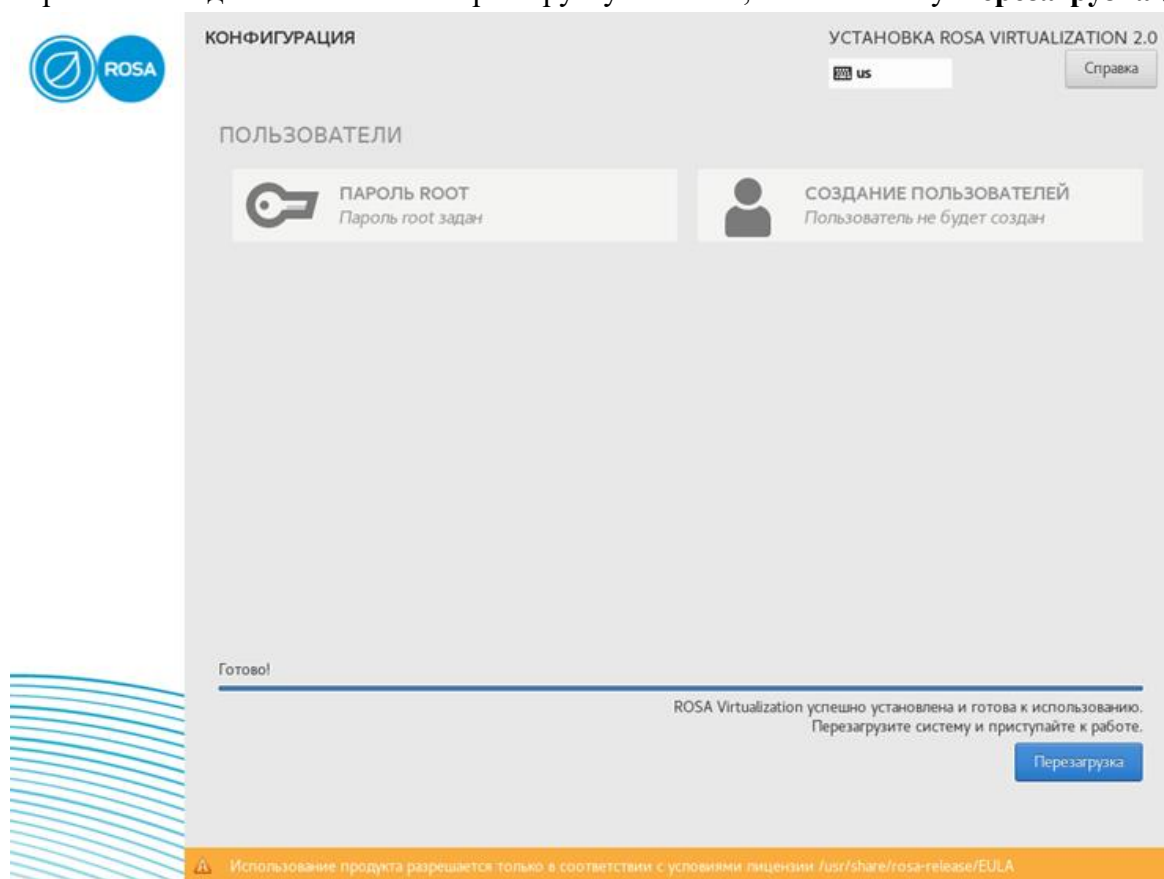 КОНФИГУРАЦИЯ
УСТАНОВКА ROSA VIRTUALIZATION 2.0
us
Справка
ROSA
ПОЛЬЗОВАТЕЛИ
ПАРОЛЬ ROOT
Пароль root задан
СОЗДАНИЕ ПОЛЬЗОВАТЕЛЕЙ
Пользователь не будет создан
Готово!
ROSA Virtualization успешно установлена и готова к использованию.
Перезагрузите систему и приступайте к работе.
Перезагрузка
Использование продукта разрешается только в соответствии с условиями лицензии /usr/share/rosa-release/EULA